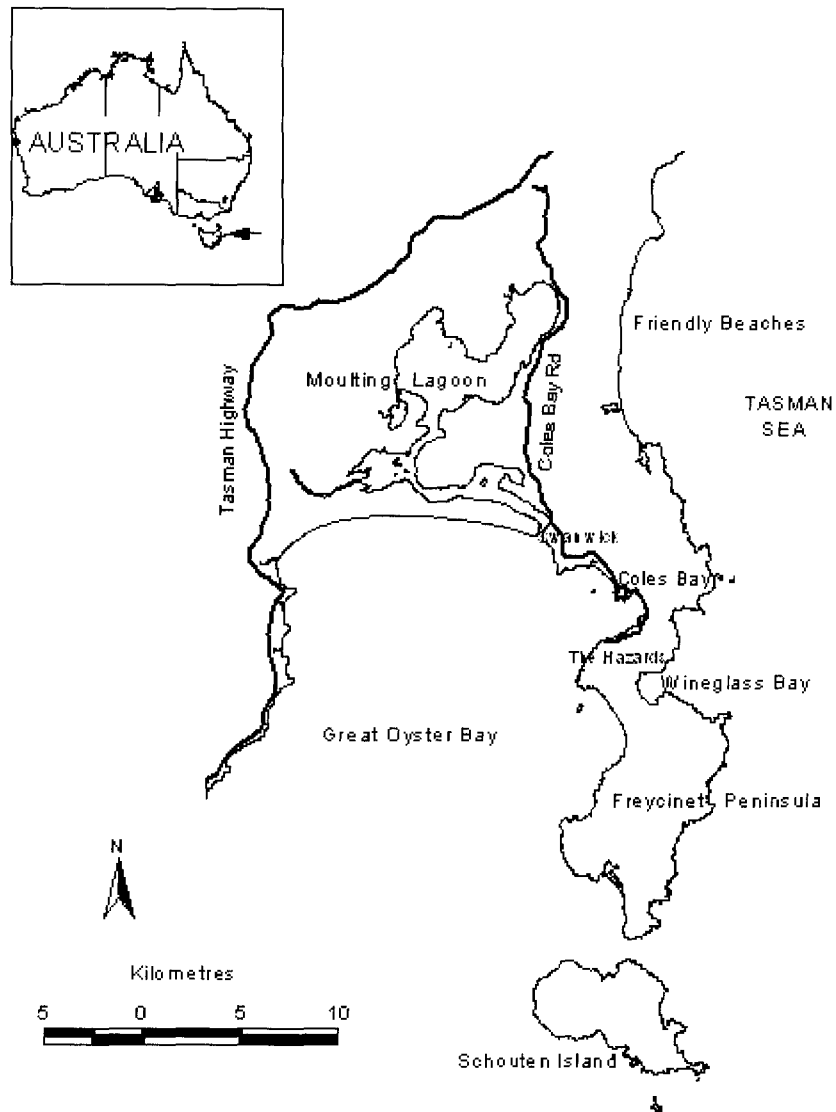 AUSTRALIA
Friendly Beaches
Moulting Lagoon
TASMAN
SEA
Tasman Highway
Coles Bay Rd
Coles Bay
The Hazards
Wineglass Bay
Great Oyster Bay
Freycinet Peninsula
N
Kilometres
5 0 5 10
Schouten Island